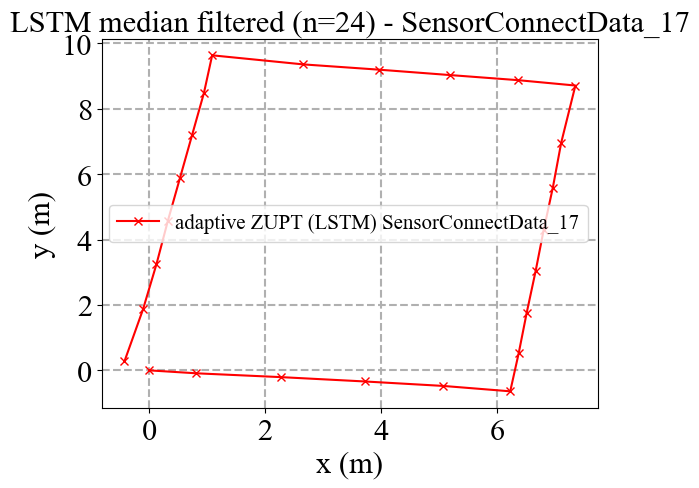 LSTM median filtered (n=24) - SensorConnectData_17
10
8
6
4
2
0
y (m)
adaptive ZUPT (LSTM) SensorConnectData_17
0 2 4 6
x (m)